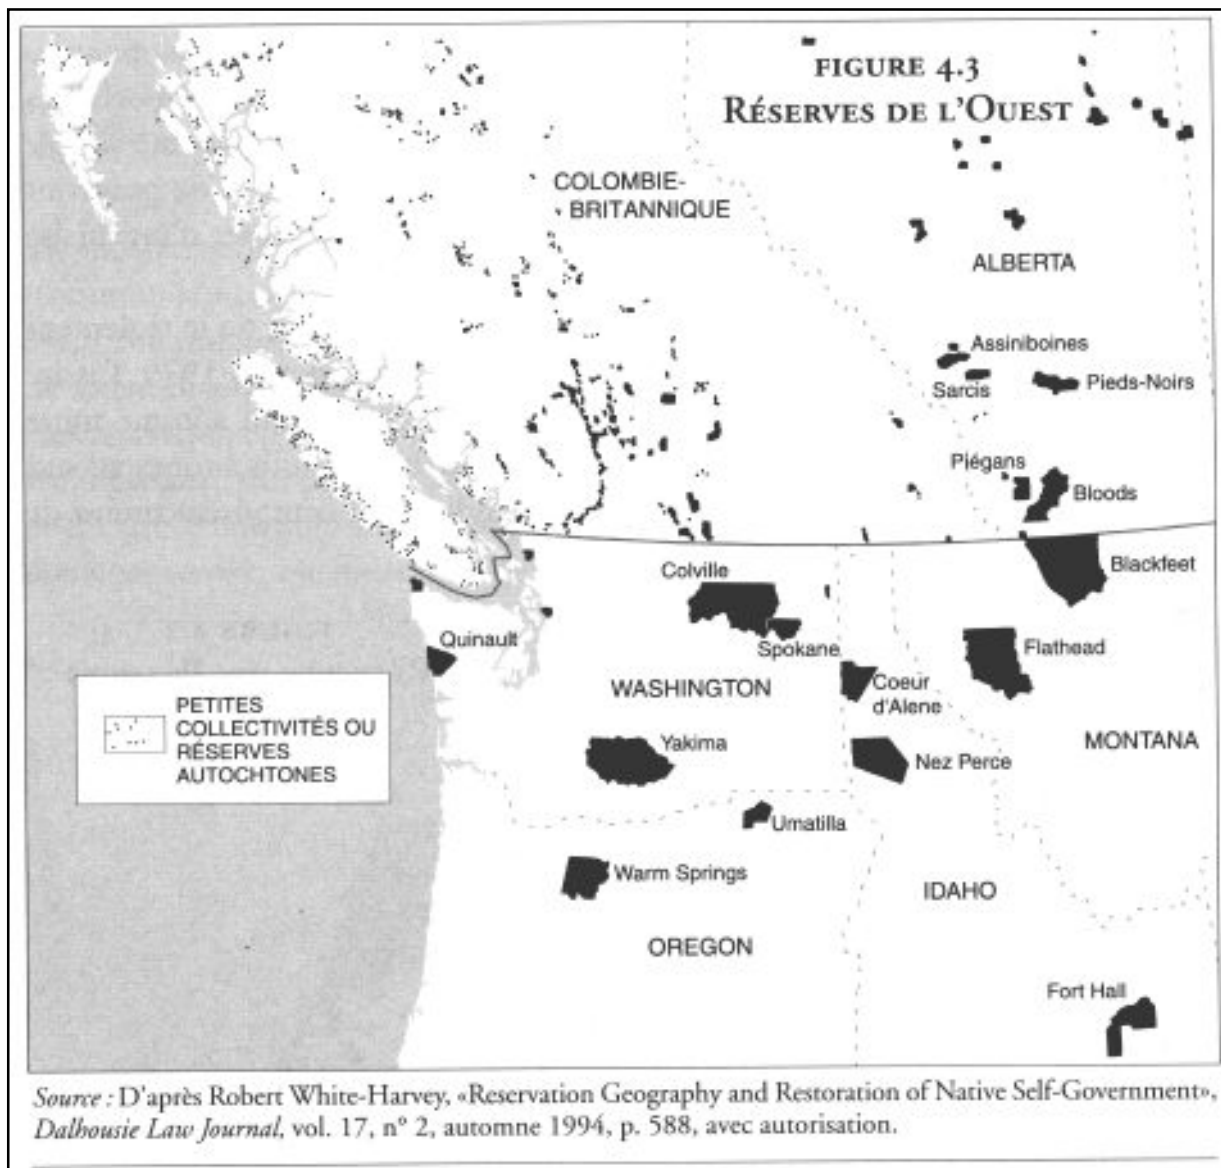 FIGURE 4.3
RÉSERVES DE L'OUEST
COLOMBIE-
BRITANNIQUE
ALBERTA
Assiniboines
Sarcis
Pieds-Noirs
Piégans
Bloods
Colville
Blackfeet
Quinault
Spokane
Flathead
PETITES
COLLECTIVITÉS OU
RÉSERVES
AUTOCHTONES
WASHINGTON
Coeur
d'Alene
Yakima
Nez Perce
MONTANA
Umatilla
Warm Springs
IDAHO
OREGON
Fort Hall
Source : D'après Robert White-Harvey, «Reservation Geography and Restoration of Native Self-Government»,
Dalhousie Law Journal, vol. 17, n° 2, automne 1994, p. 588, avec autorisation.